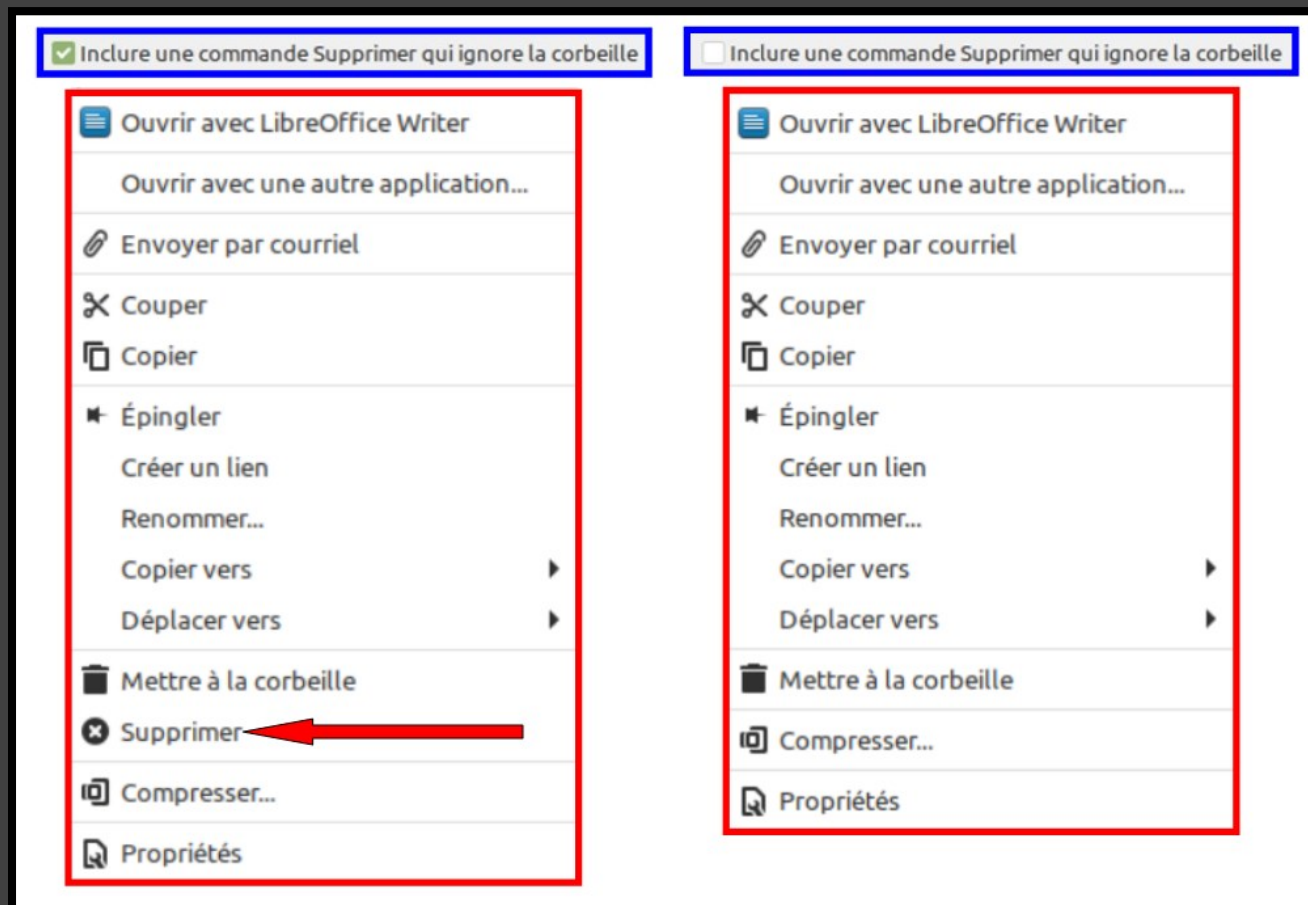 Inclure une commande Supprimer qui ignore la corbeille
Ouvrir avec LibreOffice Writer
Ouvrir avec une autre application...
Envoyer par courriel
Couper
Copier
Épingler
Créer un lien
Renommer...
Copier vers
Déplacer vers
Mettre à la corbeille
Supprimer
Compresser...
Propriétés
Inclure une commande Supprimer qui ignore la corbeille
Ouvrir avec LibreOffice Writer
Ouvrir avec une autre application...
Envoyer par courriel
Couper
Copier
Épingler
Créer un lien
Renommer...
Copier vers
Déplacer vers
Mettre à la corbeille
Compresser...
Propriétés